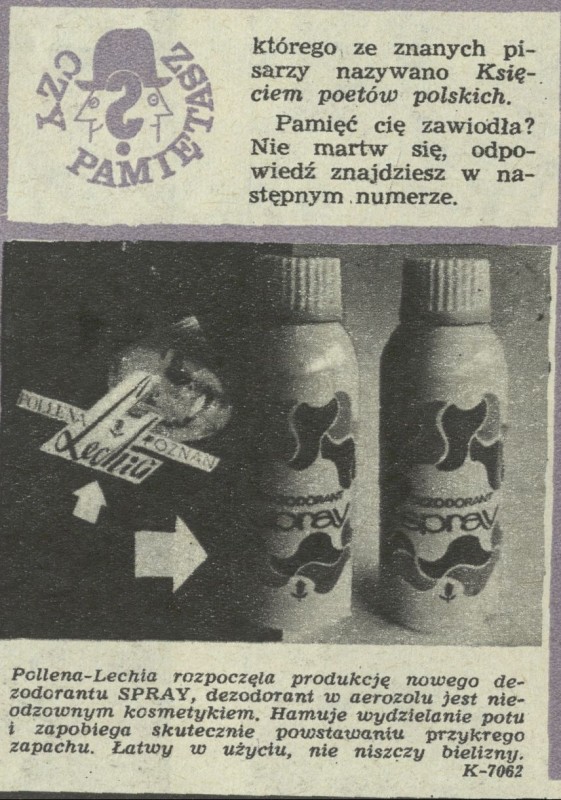 CZY PAMIĘTASZ
którego ze znanych pi-
sarzy nazywano Księ-
ciem poetów polskich.
Pamięć cię zawiodła?
Nie martw się, odpo-
wiedź znajdziesz w na-
stępnym numerze.
POLLENA
Lechia
POZNAŃ
DEZODORANT
spray
DEZODORANT
spray
Pollena-Lechia rozpoczęla produkcję nowego de-
zodorantu SPRAY, dezodorant w aerozolu jest nie-
odzownym kosmetykiem. Hamuje wydzielanie potu
i zapobiega skutecznie powstawaniu przykrego
zapachu. Łatwy w użyciu, nie niszczy bielizny.
K-7062